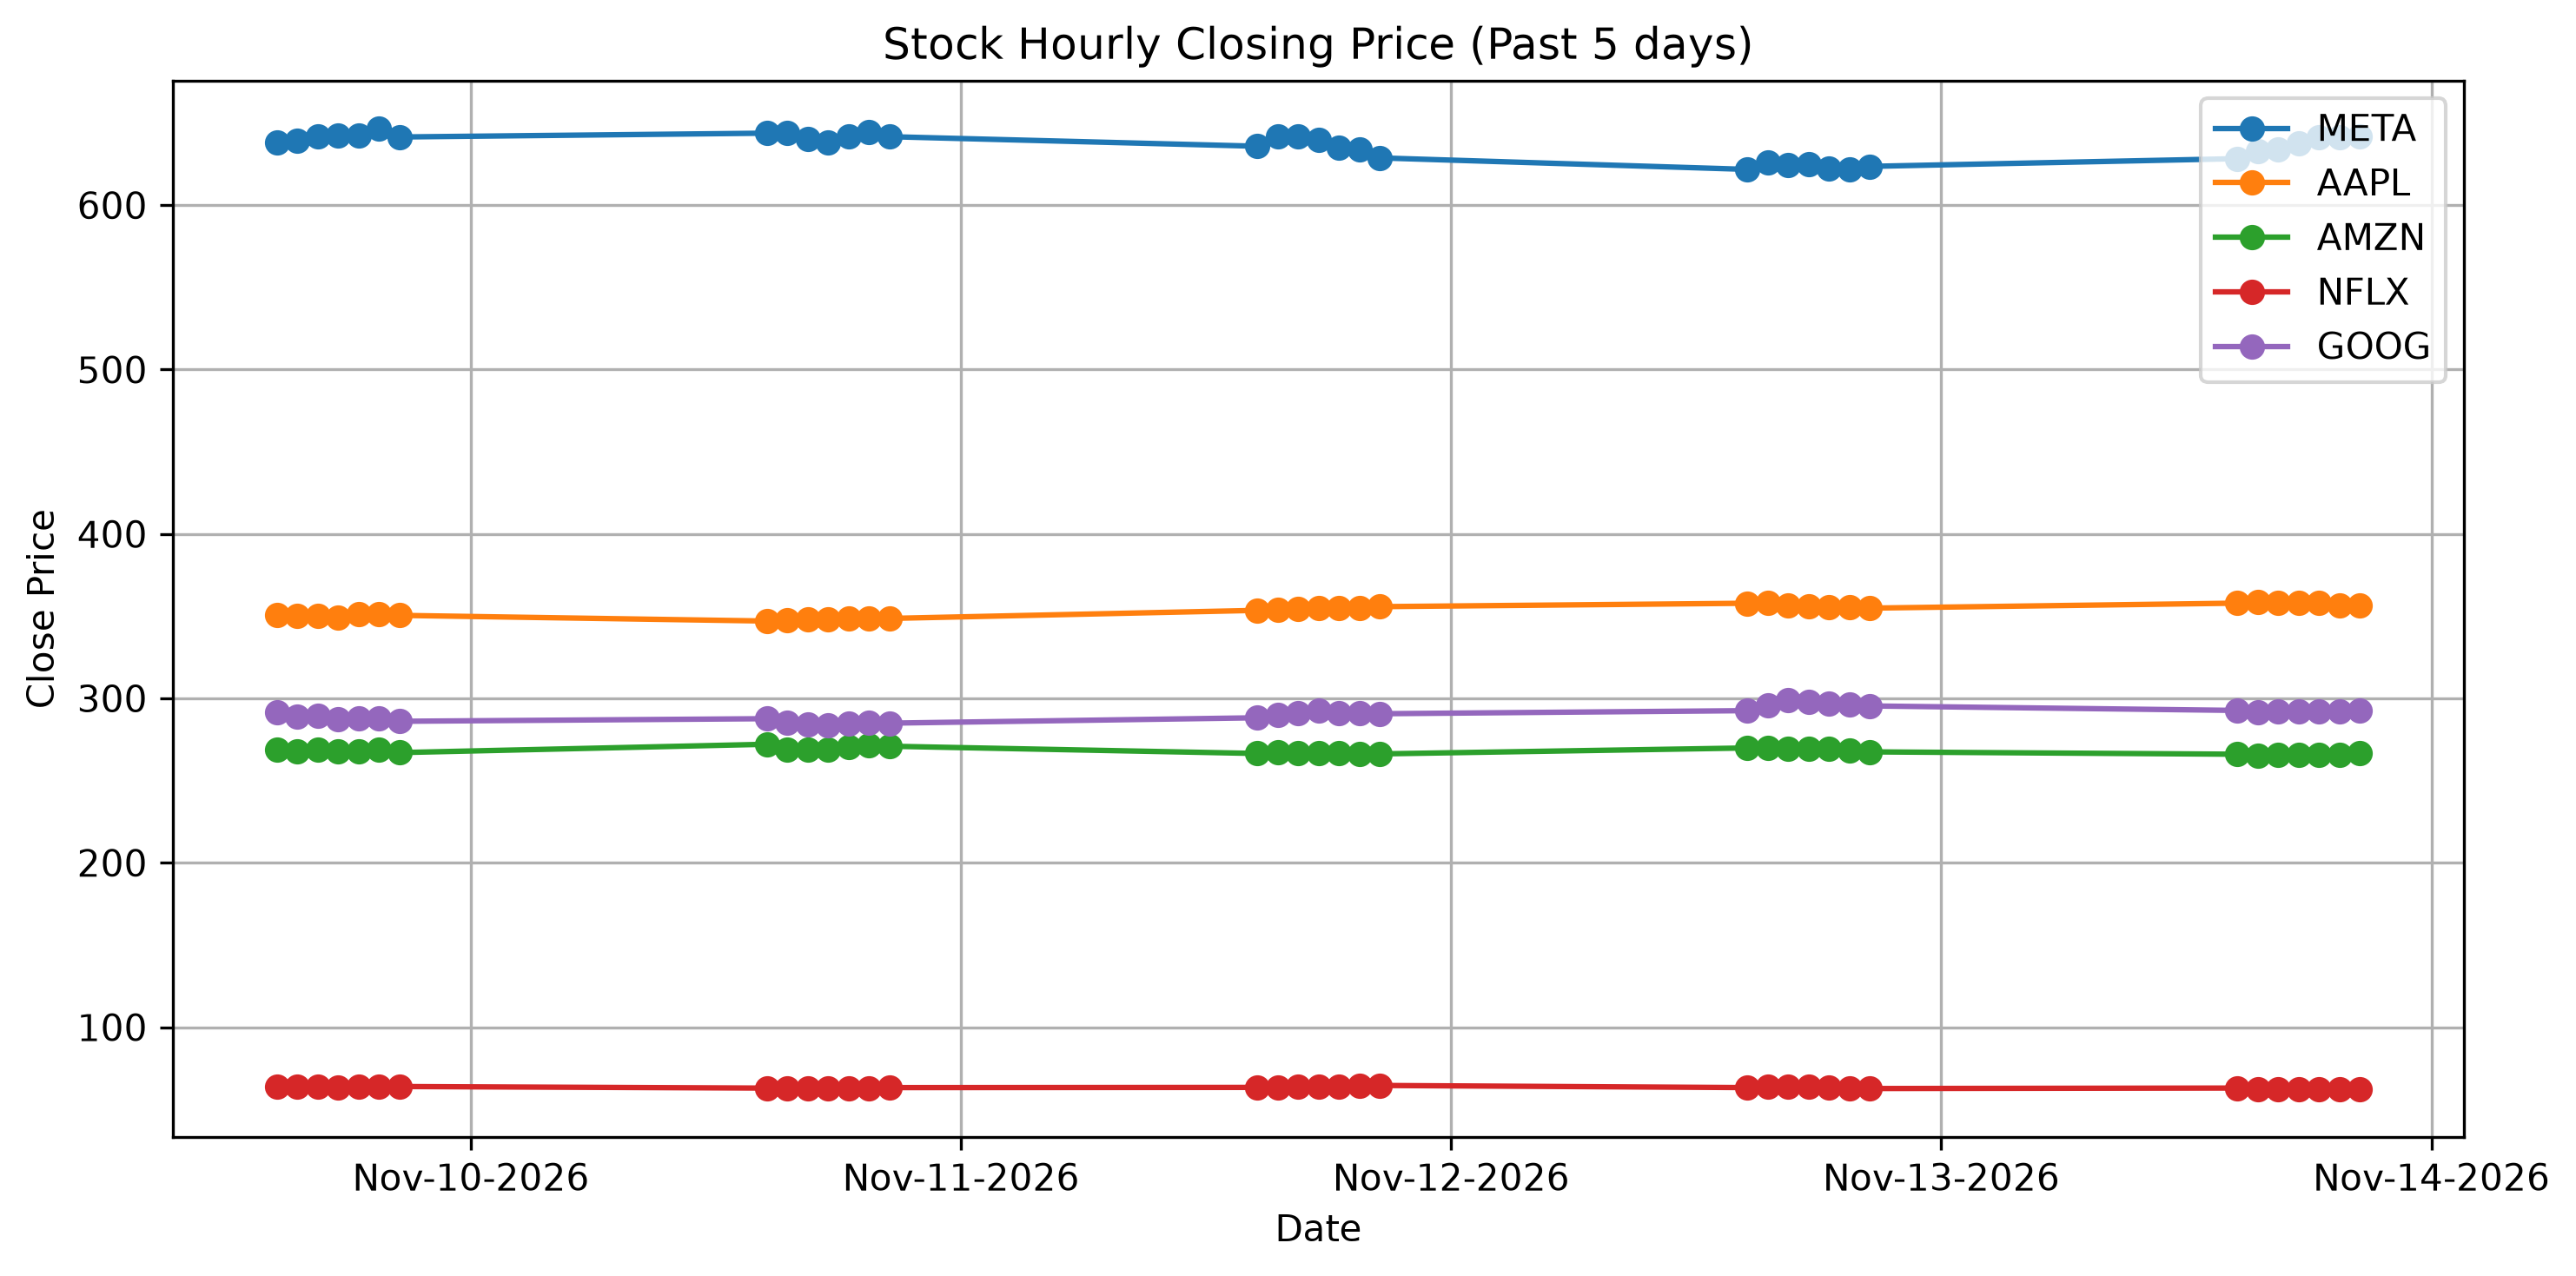 Stock Hourly Closing Price (Past 5 days)
META
AAPL
AMZN
NFLX
GOOG
Close Price
600
500
400
300
200
100
Nov-10-2026 Nov-11-2026 Nov-12-2026 Nov-13-2026 Nov-14-2026
Date